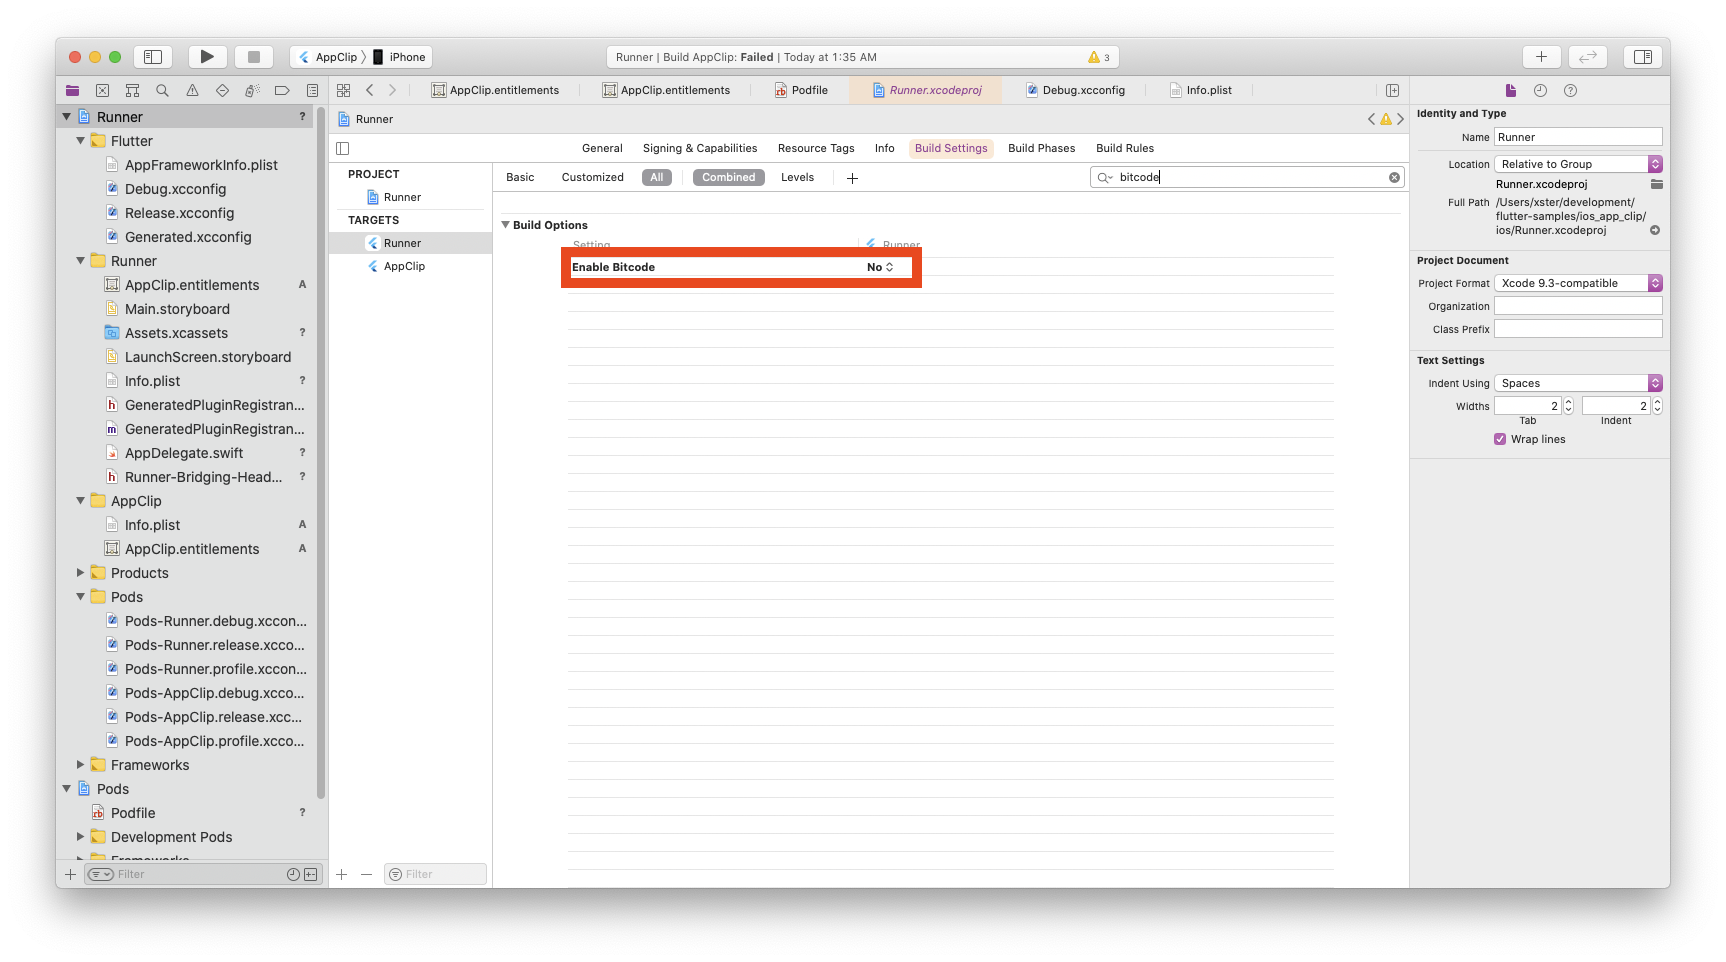 AppClip
iPhone
Runner | Build AppClip: Failed | Today at 1:35 AM
3
AppClip.entitlements
AppClip.entitlements
Podfile
Runner.xcodeproj
Debug.xcconfig
Info.plist
Runner ?
Flutter
AppFrameworkInfo.plist
Debug.xcconfig
Release.xcconfig
Generated.xcconfig
Runner
AppClip.entitlements A
Main.storyboard
Assets.xcassets ?
LaunchScreen.storyboard
Info.plist ?
GeneratedPluginRegistran...
GeneratedPluginRegistran...
AppDelegate.swift ?
Runner-Bridging-Head... ?
AppClip
Info.plist A
AppClip.entitlements A
Products
Pods
Pods-Runner.debug.xccon...
Pods-Runner.release.xcco...
Pods-Runner.profile.xccon...
Pods-AppClip.debug.xcco...
Pods-AppClip.release.xcc...
Pods-AppClip.profile.xcco...
Frameworks
Pods
Podfile ?
Development Pods
Frameworks
Filter
Runner
General
Signing & Capabilities
Resource Tags
Info
Build Settings
Build Phases
Build Rules
PROJECT
Runner
TARGETS
Runner
AppClip
Filter
Basic
Customized
All
Combined
Levels
bitcode
Build Options
Setting
Runner
Enable Bitcode
No
Identity and Type
Name Runner
Location Relative to Group
Runner.xcodeproj
Full Path /Users/xster/development/
flutter-samples/ios_app_clip/
ios/Runner.xcodeproj
Project Document
Project Format Xcode 9.3-compatible
Organization
Class Prefix
Text Settings
Indent Using Spaces
Widths 2 2
Tab Indent
Wrap lines